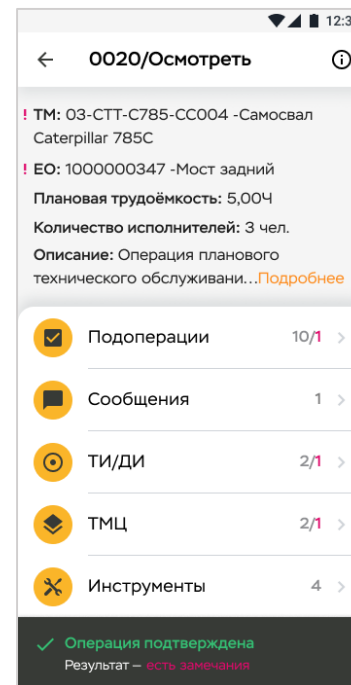 12:3
0020/Осмотреть
! ТМ: 03-СТТ-С785-СС004 -Самосвал
Caterpillar 785C
! ЕО: 1000000347 -Мост задний
Плановая трудоёмкость: 5,00Ч
Количество исполнителей: 3 чел.
Описание: Операция планового
технического обслуживани...Подробнее
Подоперации 10/1
Сообщения 1
ТИ/ДИ 2/1
ТМЦ 2/1
Инструменты 4
Операция подтверждена
Результат – есть замечания